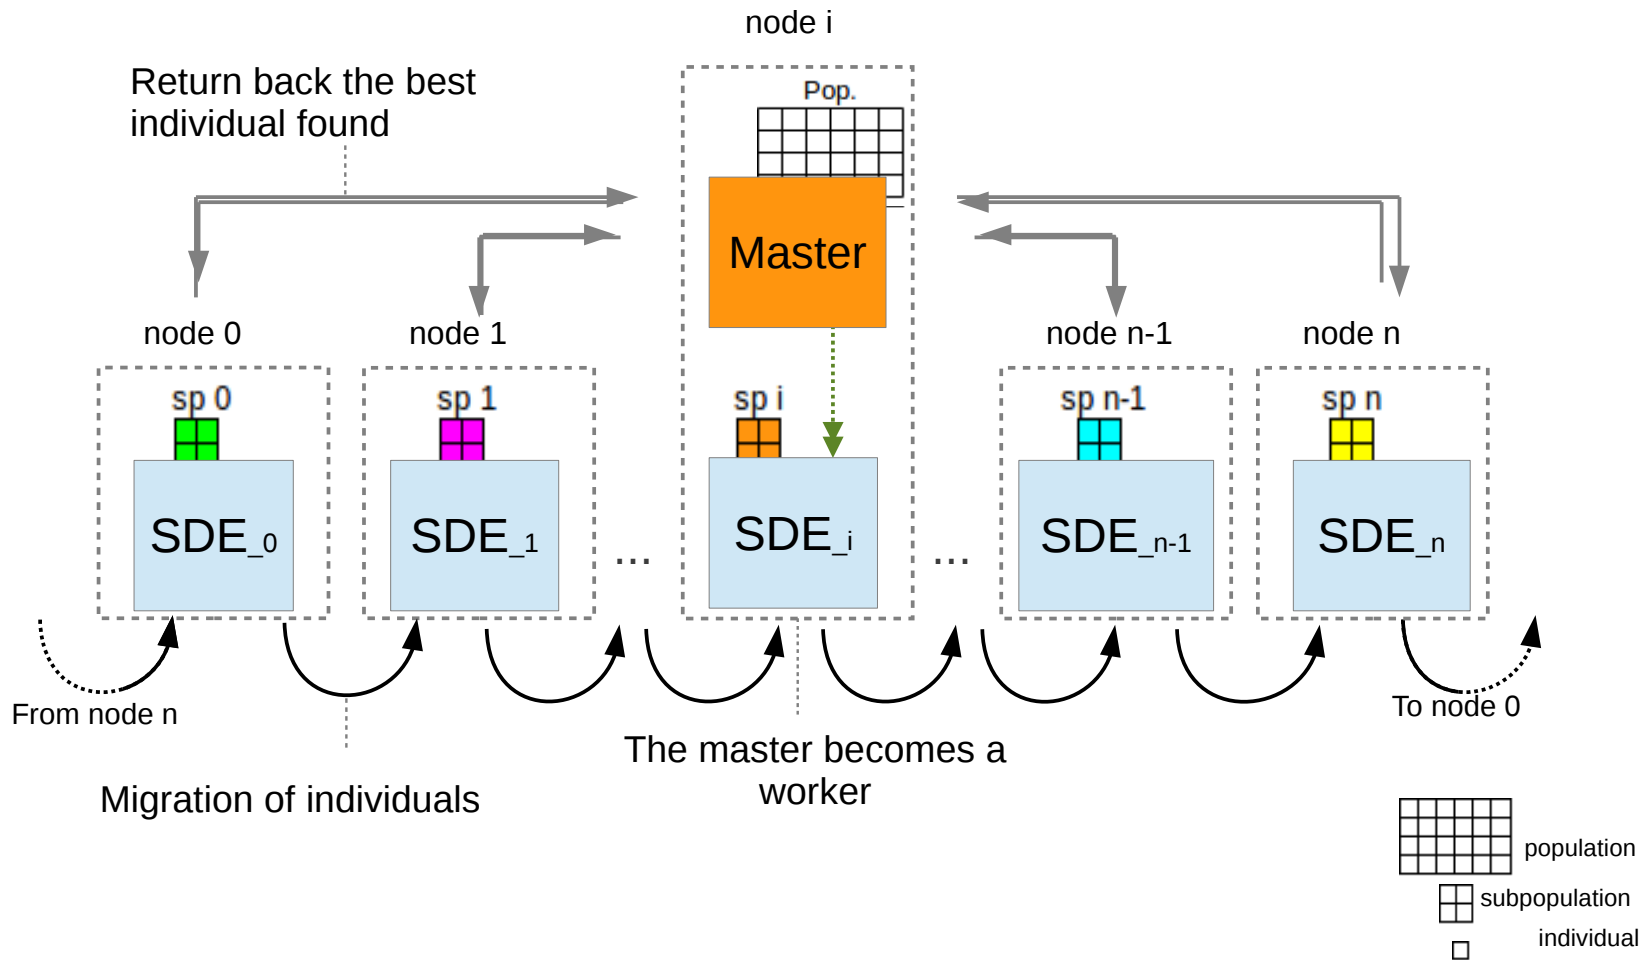 node i
Return back the best
individual found
Pop.
Master
node 0
node 1
node n-1
node n
sp 0
sp 1
sp i
sp n-1
sp n
SDE_0
SDE_1
...
SDE_i
...
SDE_n-1
SDE_n
From node n
To node 0
The master becomes a
worker
Migration of individuals
population
subpopulation
individual